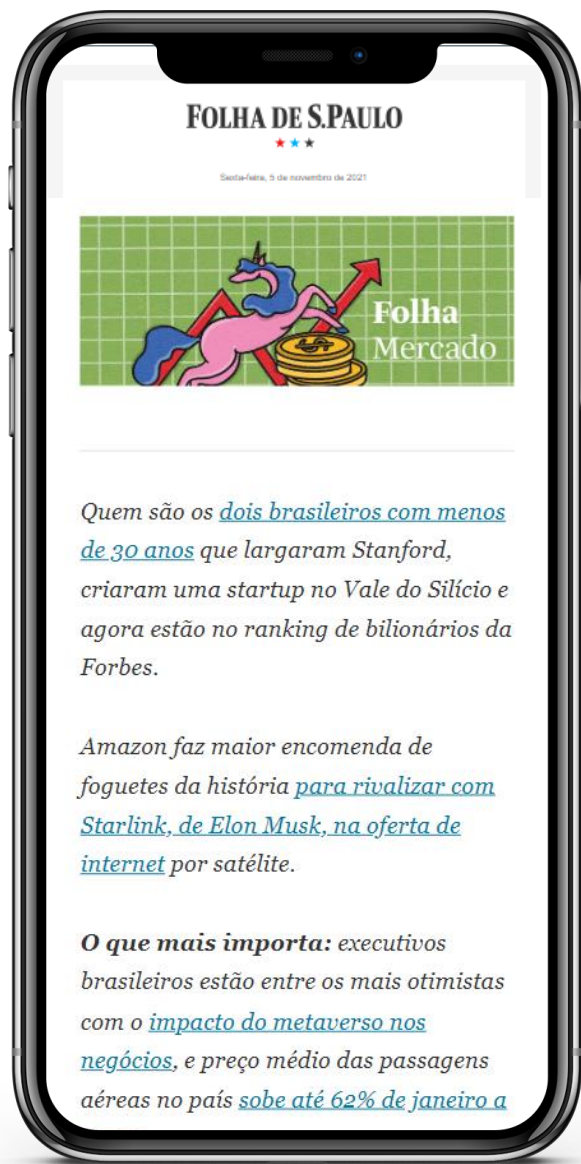 FOLHA DE S.PAULO
Sexta-feira, 5 de novembro de 2021
Folha
Mercado
Quem são os dois brasileiros com menos
de 30 anos que largaram Stanford,
criaram uma startup no Vale do Silício e
agora estão no ranking de bilionários da
Forbes.
Amazon faz maior encomenda de
foguetes da história para rivalizar com
Starlink, de Elon Musk, na oferta de
internet por satélite.
O que mais importa: executivos
brasileiros estão entre os mais otimistas
com o impacto do metaverso nos
negócios, e preço médio das passagens
aéreas no país sobe até 62% de janeiro a